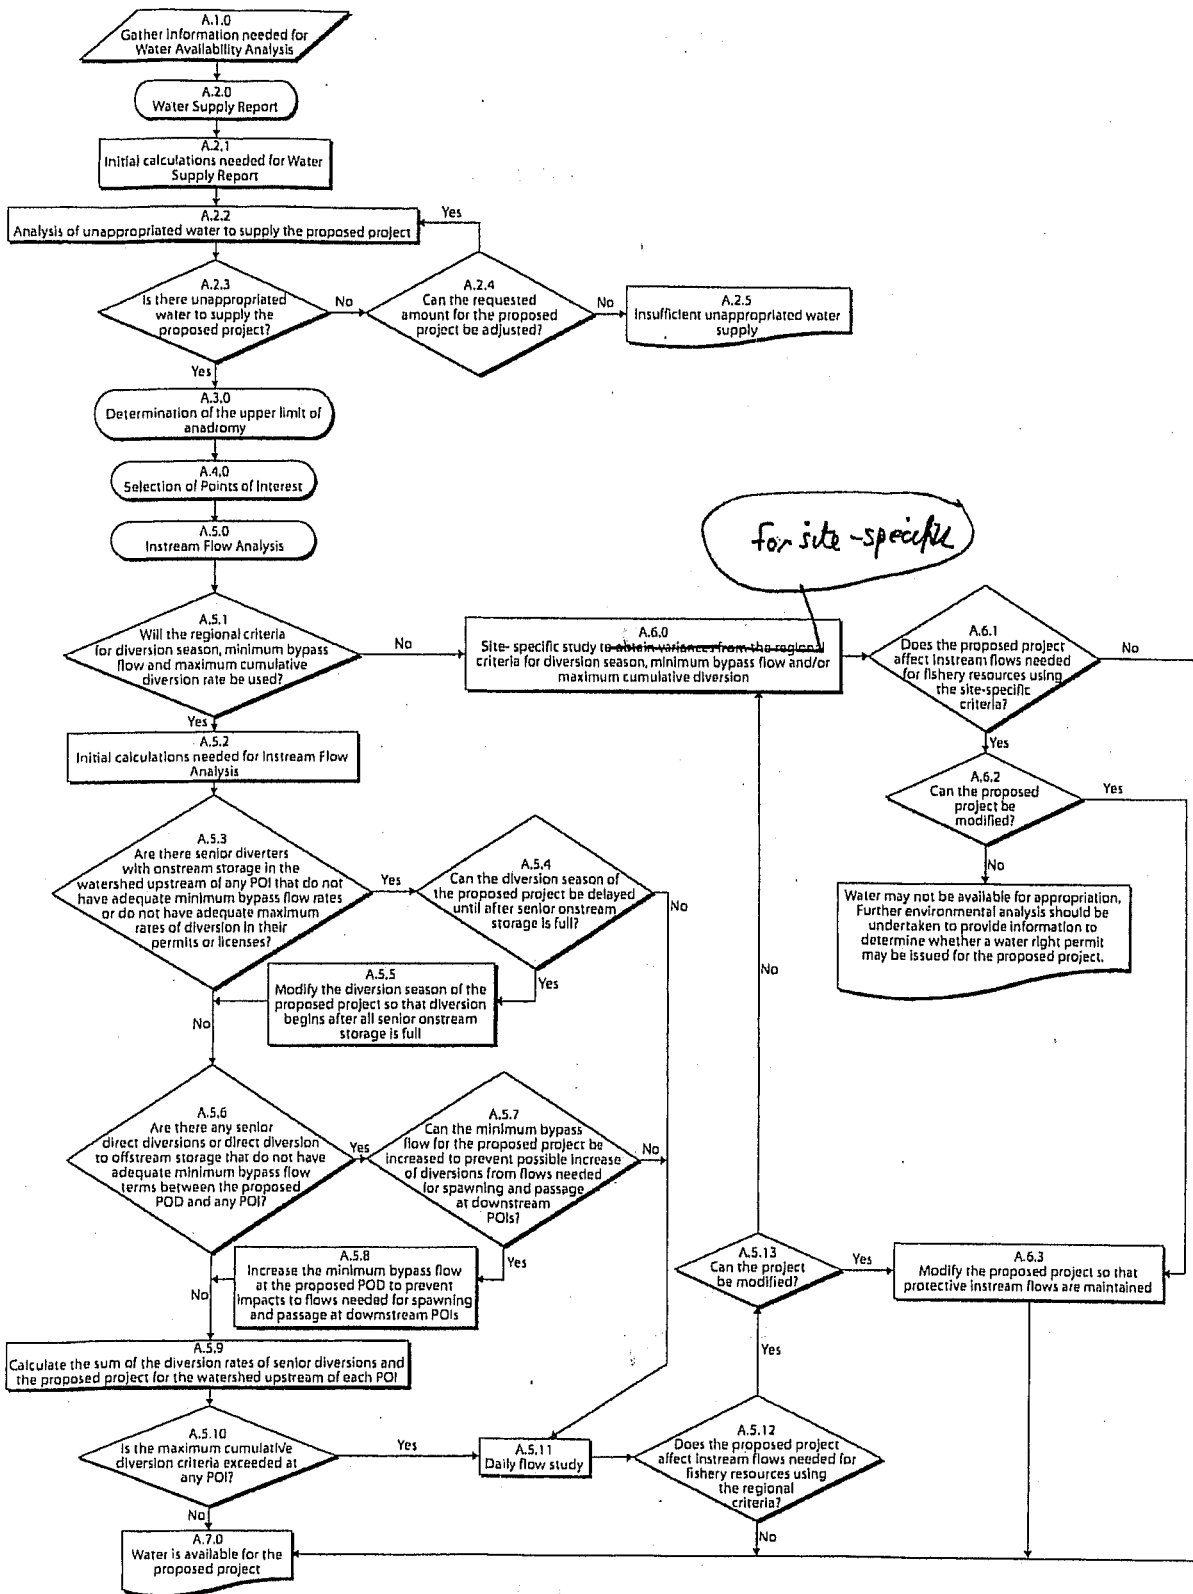 A.1.0
Gather information needed for
Water Availability Analysis
A.2.0
Water Supply Report
A.2.1
Initial calculations needed for Water
Supply Report
A.2.2
Analysis of unappropriated water to supply the proposed project
Yes
A.2.3
Is there unappropriated
water to supply the
proposed project?
No
A.2.4
Can the requested
amount for the proposed
project be adjusted?
No
A.2.5
Insufficient unappropriated water
supply
Yes
A.3.0
Determination of the upper limit of
anadromy
A.4.0
Selection of Points of Interest
A.5.0
Instream Flow Analysis
for site-specific
A.5.1
Will the regional criteria
for diversion season, minimum bypass
flow and maximum cumulative
diversion rate be used?
No
A.6.0
Site- specific study to obtain variances from the regional
criteria for diversion season, minimum bypass flow and/or
maximum cumulative diversion
A.6.1
Does the proposed project
affect instream flows needed
for fishery resources using
the site-specific
criteria?
No
Yes
Yes
A.5.2
Initial calculations needed for Instream Flow
Analysis
A.6.2
Can the proposed
project be
modified?
Yes
No
Water may not be available for appropriation.
Further environmental analysis should be
undertaken to provide information to
determine whether a water right permit
may be issued for the proposed project.
A.5.3
Are there senior diverters
with onstream storage in the
watershed upstream of any POI that do not
have adequate minimum bypass flow rates
or do not have adequate maximum
rates of diversion in their
permits or licenses?
Yes
A.5.4
Can the diversion season of
the proposed project be delayed
until after senior onstream
storage is full?
No
Yes
A.5.5
Modify the diversion season of the
proposed project so that diversion
begins after all senior onstream
storage is full
No
No
A.5.6
Are there any senior
direct diversions or direct diversion
to offstream storage that do not have
adequate minimum bypass flow
terms between the proposed
POD and any POI?
Yes
A.5.7
Can the minimum bypass
flow for the proposed project be
increased to prevent possible increase
of diversions from flows needed
for spawning and passage
at downstream
POIs?
No
Yes
A.5.8
Increase the minimum bypass flow
at the proposed POD to prevent
impacts to flows needed for spawning
and passage at downstream POIs
No
A.5.13
Can the project
be modified?
Yes
A.6.3
Modify the proposed project so that
protective instream flows are maintained
A.5.9
Calculate the sum of the diversion rates of senior diversions and
the proposed project for the watershed upstream of each POI
Yes
A.5.10
Is the maximum cumulative
diversion criteria exceeded at
any POI?
Yes
A.5.11
Daily flow study
A.5.12
Does the proposed project
affect instream flows needed for
fishery resources using
the regional
criteria?
No
No
A.7.0
Water is available for the
proposed project